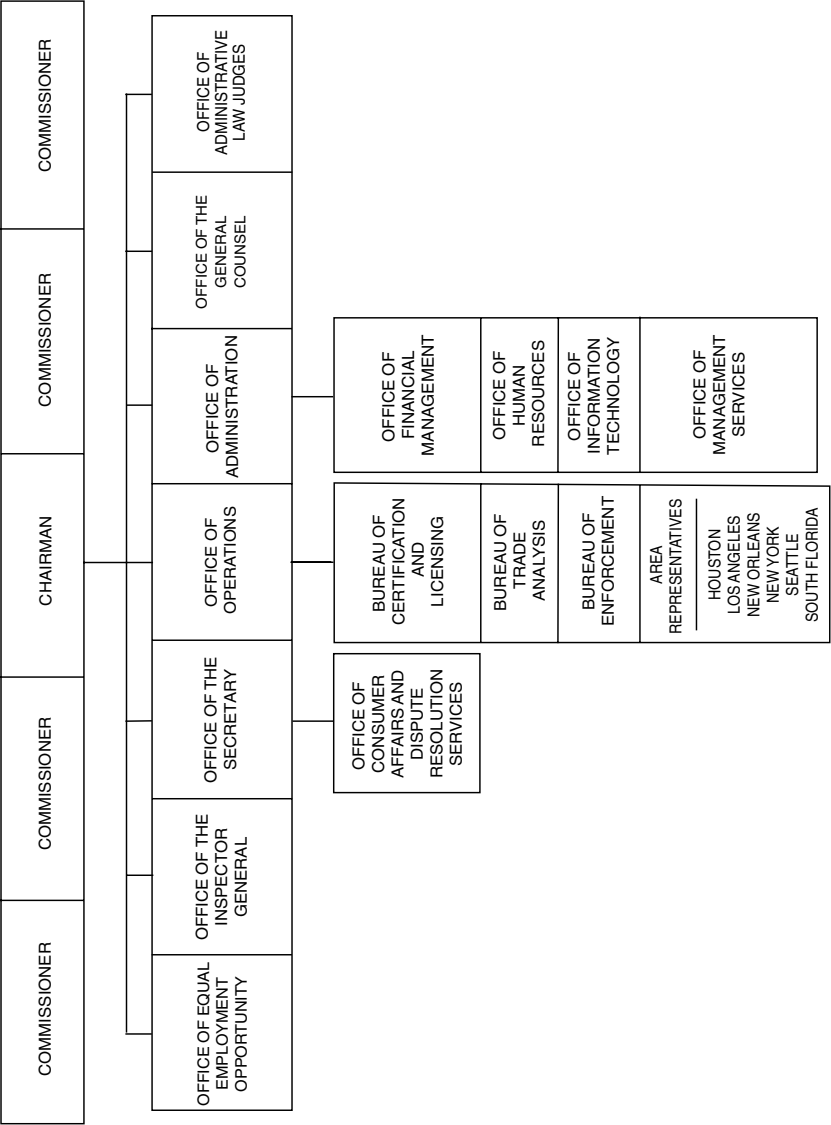 COMMISSIONER
COMMISSIONER
CHAIRMAN
COMMISSIONER
COMMISSIONER
OFFICE OF EQUAL
EMPLOYMENT
OPPORTUNITY
OFFICE OF THE
INSPECTOR
GENERAL
OFFICE OF THE
SECRETARY
OFFICE OF
OPERATIONS
OFFICE OF
ADMINISTRATION
OFFICE OF THE
GENERAL
COUNSEL
OFFICE OF
ADMINISTRATIVE
LAW JUDGES
OFFICE OF
CONSUMER
AFFAIRS AND
DISPUTE
RESOLUTION
SERVICES
BUREAU OF
CERTIFICATION
AND
LICENSING
BUREAU OF
TRADE
ANALYSIS
BUREAU OF
ENFORCEMENT
AREA
REPRESENTATIVES
HOUSTON
LOS ANGELES
NEW ORLEANS
NEW YORK
SEATTLE
SOUTH FLORIDA
OFFICE OF
FINANCIAL
MANAGEMENT
OFFICE OF
HUMAN
RESOURCES
OFFICE OF
INFORMATION
TECHNOLOGY
OFFICE OF
MANAGEMENT
SERVICES